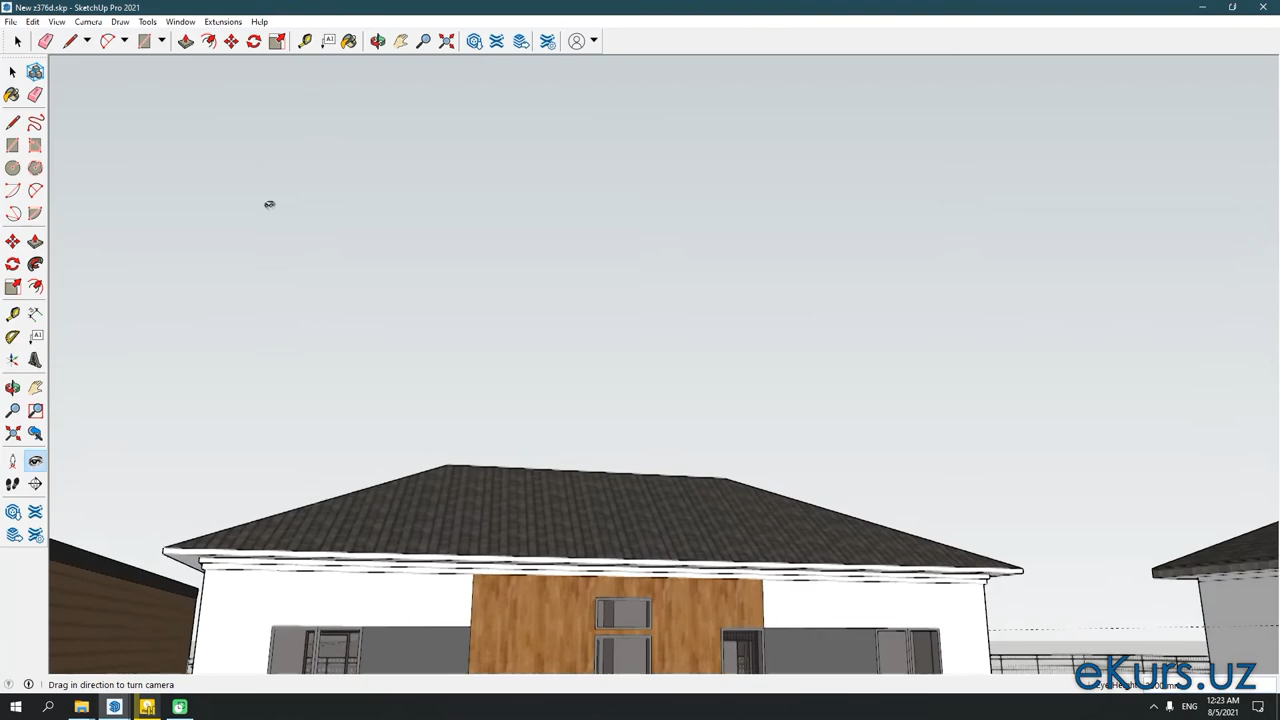 New z376d.skp - SketchUp Pro 2021
File Edit View Camera Draw Tools Window Extensions Help
Drag in direction to turn camera
eKurs.uz
ENG
12:23 AM
8/5/2021